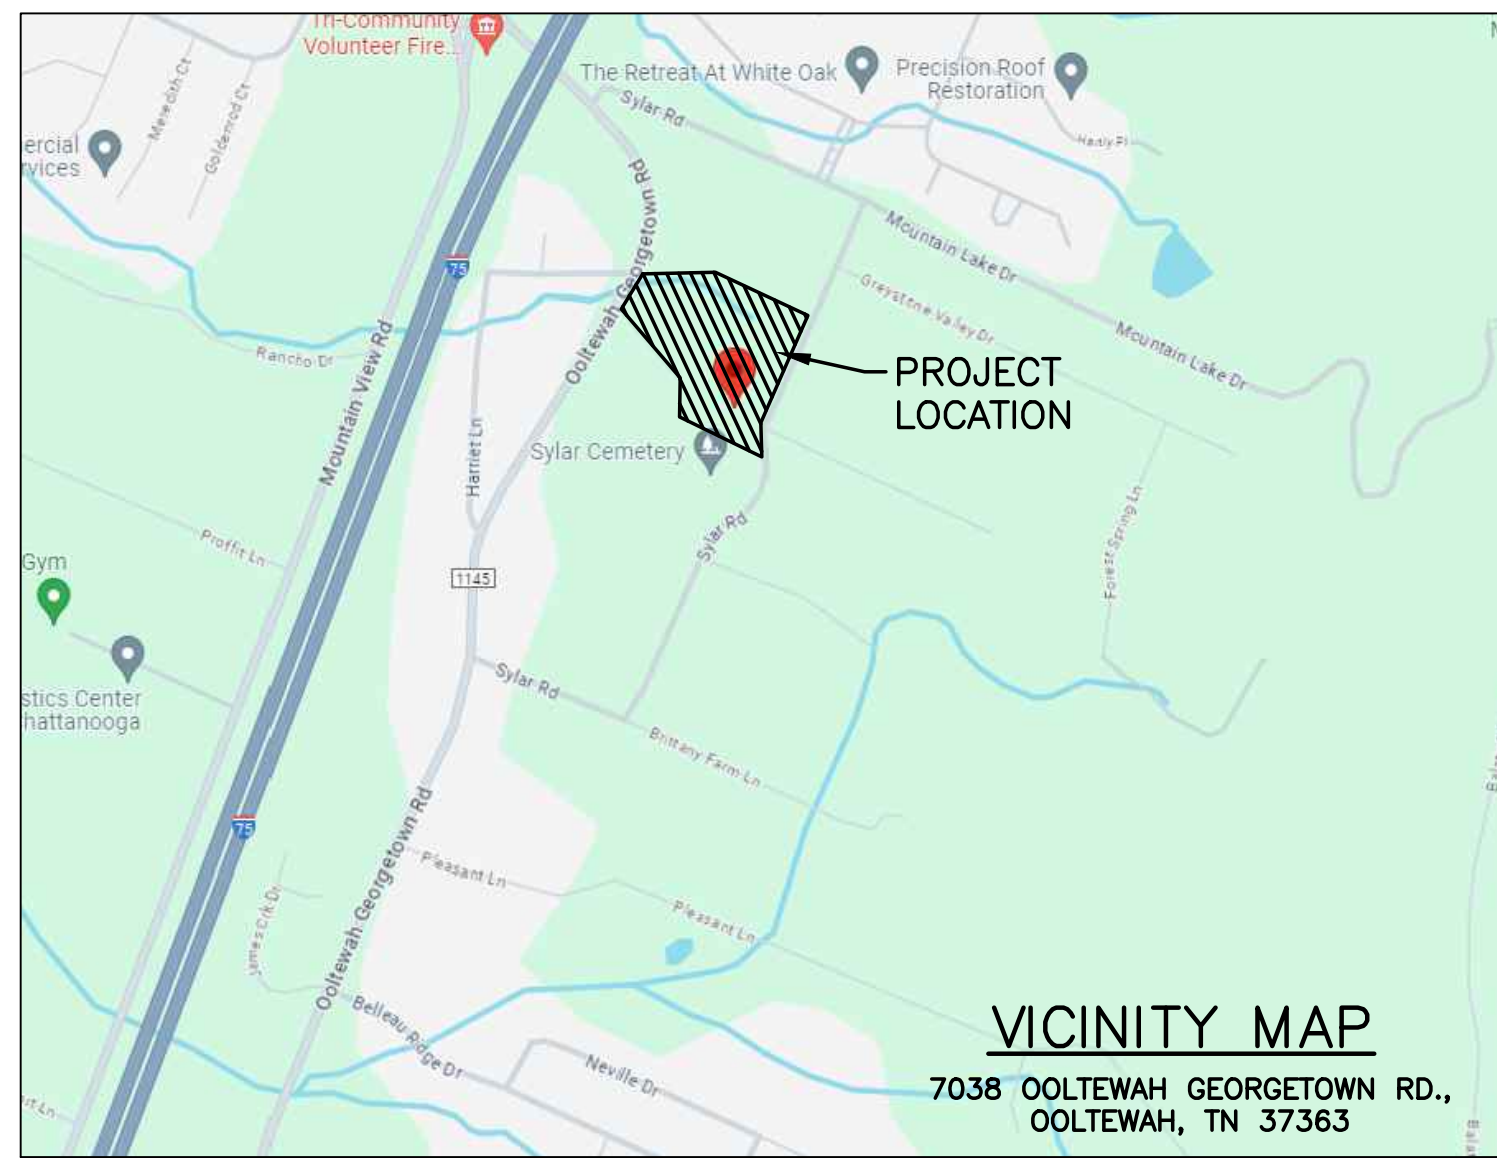 Tri-Community
Volunteer Fire...
The Retreat At White Oak
Precision Roof
Restoration
Meredith Ct
Goldenrod Ct
Sylar Rd
Hardy Pl
ercial
rvices
Ooltewah Georgetown Rd
Mountain Lake Dr
75
Greystone Valley Dr
Mountain Lake Dr
Rancho Dr
Mountain View Rd
PROJECT
LOCATION
Harriet Ln
Sylar Cemetery
Sylar Rd
Forest Spring Ln
Proffit Ln
Gym
1145
Sylar Rd
stics Center
hattanooga
Brittany Farm Ln
75
Ooltewah Georgetown Rd
Pleasant Ln
Pleasant Ln
James Crk Dr
Belleau Ridge Dr
Neville Dr
VICINITY MAP
7038 OOLTEWAH GEORGETOWN RD.,
OOLTEWAH, TN 37363